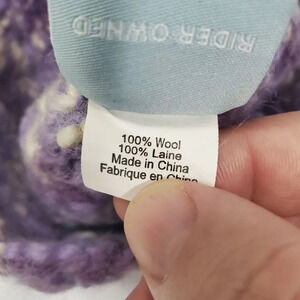 RIDER OWNED
100% Wool
100% Laine
Made in China
Fabrique en Chine